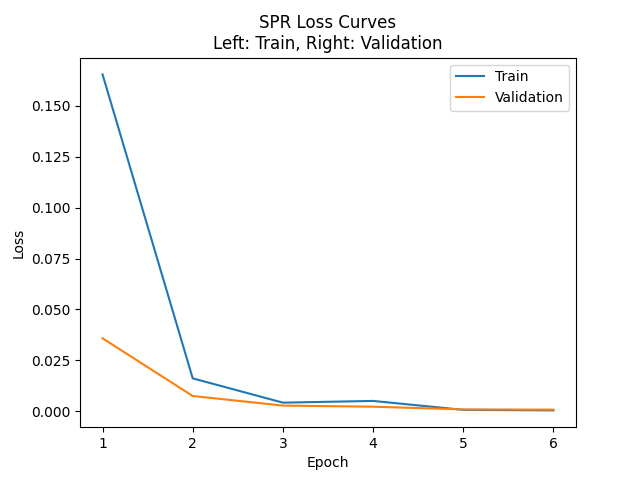 SPR Loss Curves
Left: Train, Right: Validation
Train
Validation
0.150
0.125
0.100
0.075
0.050
0.025
0.000
Loss
1 2 3 4 5 6
Epoch